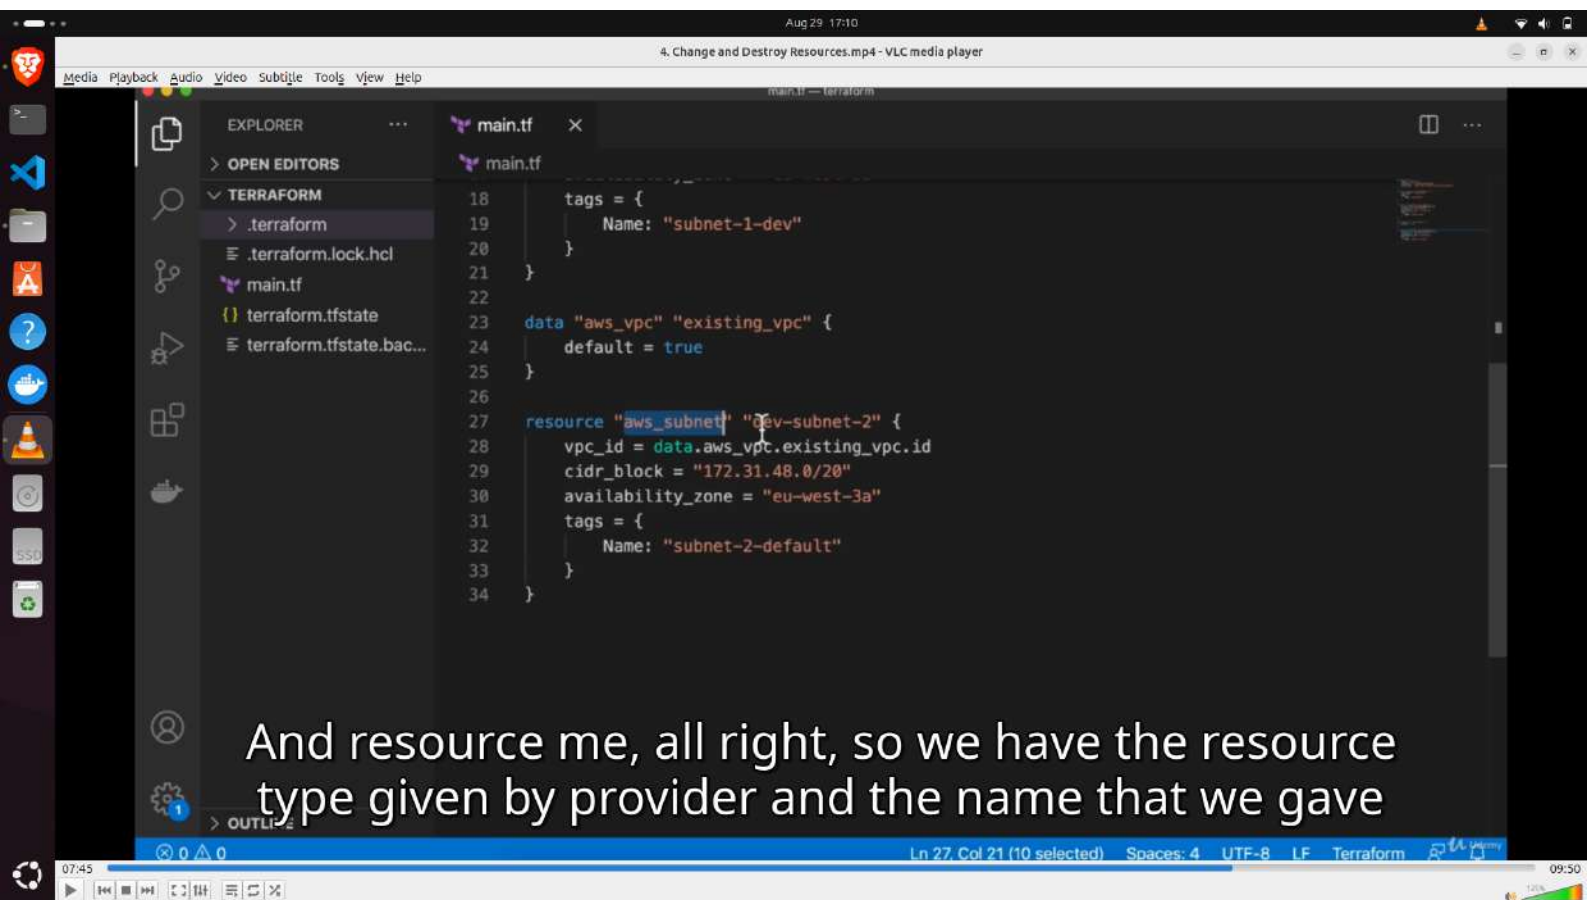 Aug 29 17:10
4. Change and Destroy Resources.mp4 - VLC media player
Media Playback Audio Video Subtitle Tools View Help
main.tf — terraform
EXPLORER
main.tf
OPEN EDITORS
main.tf
TERRAFORM
.terraform
.terraform.lock.hcl
main.tf
terraform.tfstate
terraform.tfstate.bac...
18 tags = {
19 Name: "subnet-1-dev"
20 }
21 }
22
23 data "aws_vpc" "existing_vpc" {
24 default = true
25 }
26
27 resource "aws_subnet" "dev-subnet-2" {
28 vpc_id = data.aws_vpc.existing_vpc.id
29 cidr_block = "172.31.48.0/20"
30 availability_zone = "eu-west-3a"
31 tags = {
32 Name: "subnet-2-default"
33 }
34 }
SSD
And resource me, all right, so we have the resource
type given by provider and the name that we gave
1
OUTLINE
0 0 Ln 27, Col 21 (10 selected) Spaces: 4 UTF-8 LF Terraform
07:45 09:50